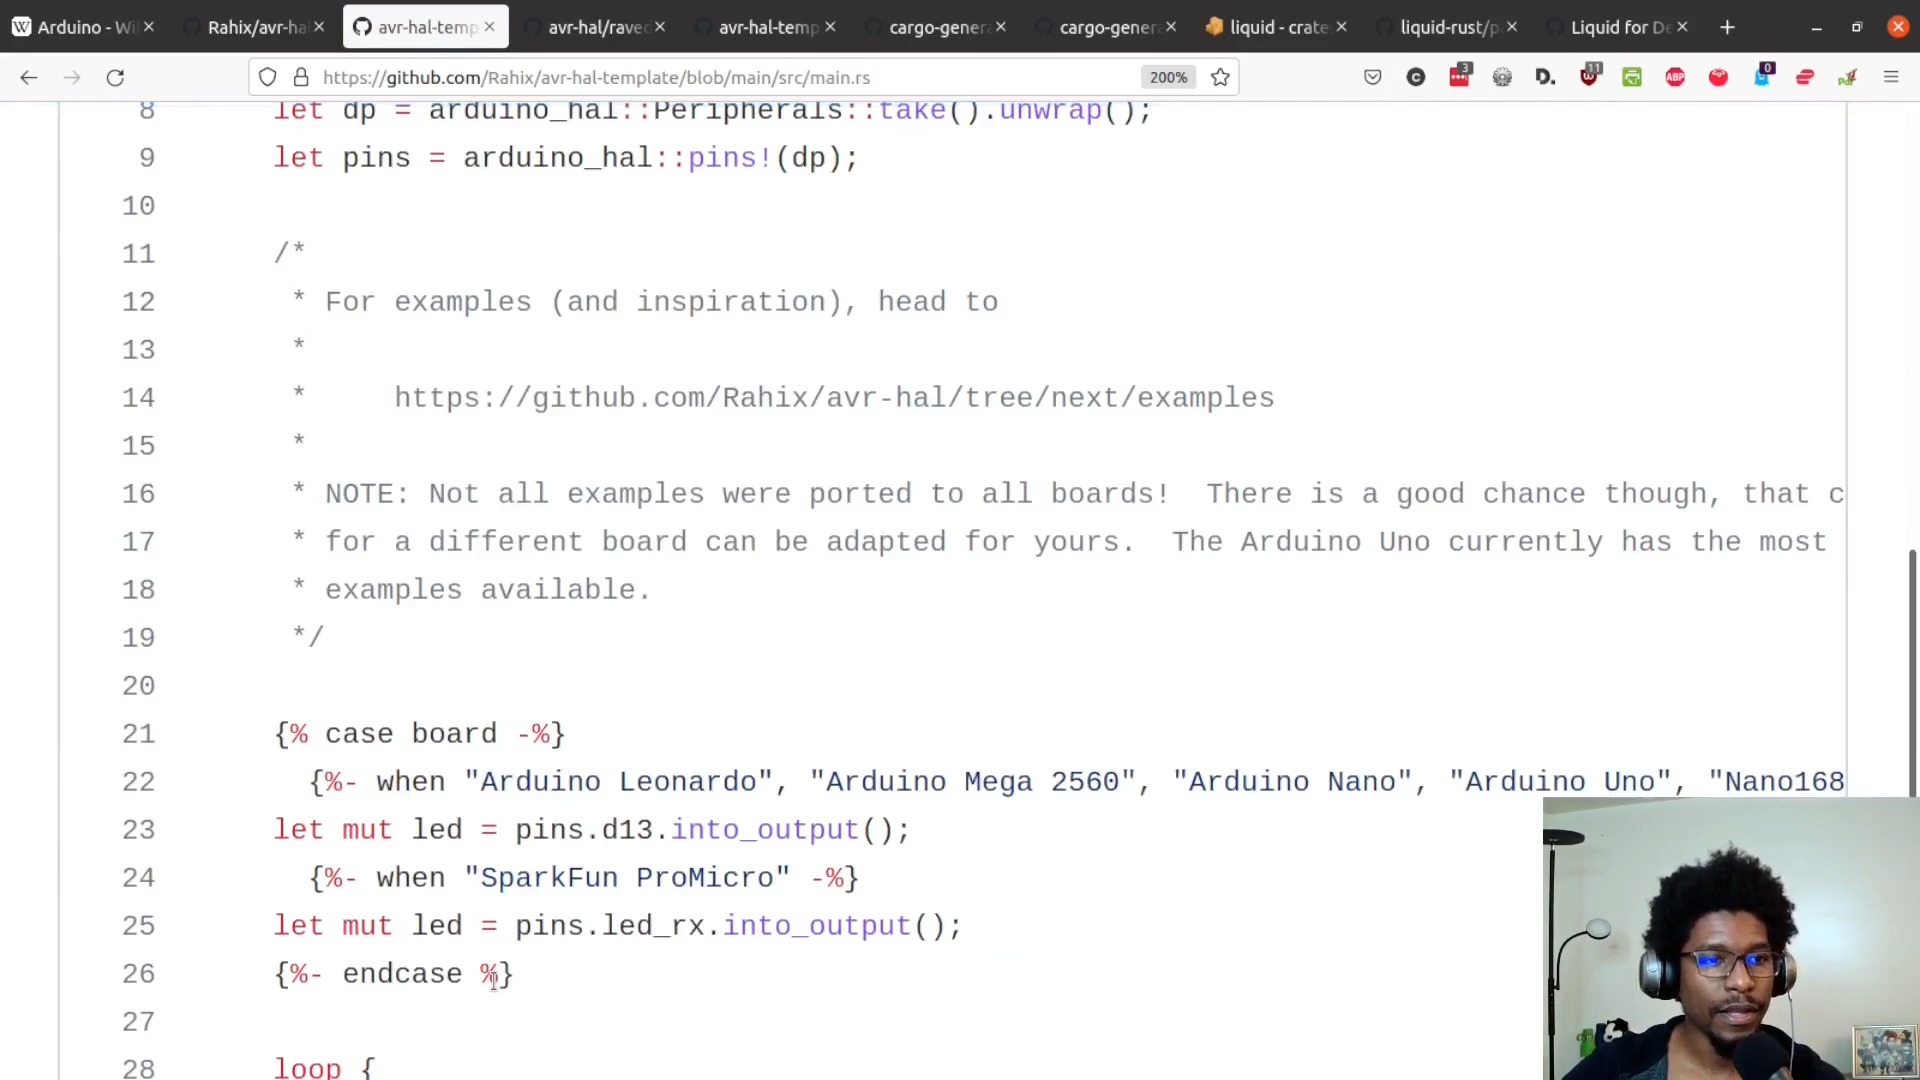 Arduino - Wi
Rahix/avr-ha
avr-hal-temp
avr-hal/rave
avr-hal-temp
cargo-gener
cargo-gener
liquid - crate
liquid-rust/p
Liquid for De
https://github.com/Rahix/avr-hal-template/blob/main/src/main.rs
200%
3
11
ABP
0
8 let dp = arduino_hal::Peripherals::take().unwrap();
9 let pins = arduino_hal::pins!(dp);
10
11 /*
12 * For examples (and inspiration), head to
13 *
14 * https://github.com/Rahix/avr-hal/tree/next/examples
15 *
16 * NOTE: Not all examples were ported to all boards!  There is a good chance though, that c
17 * for a different board can be adapted for yours.  The Arduino Uno currently has the most
18 * examples available.
19 */
20
21 {% case board -%}
22 {%- when "Arduino Leonardo", "Arduino Mega 2560", "Arduino Nano", "Arduino Uno", "Nano168
23 let mut led = pins.d13.into_output();
24 {%- when "SparkFun ProMicro" -%}
25 let mut led = pins.led_rx.into_output();
26 {%- endcase %}
27
28 loop {